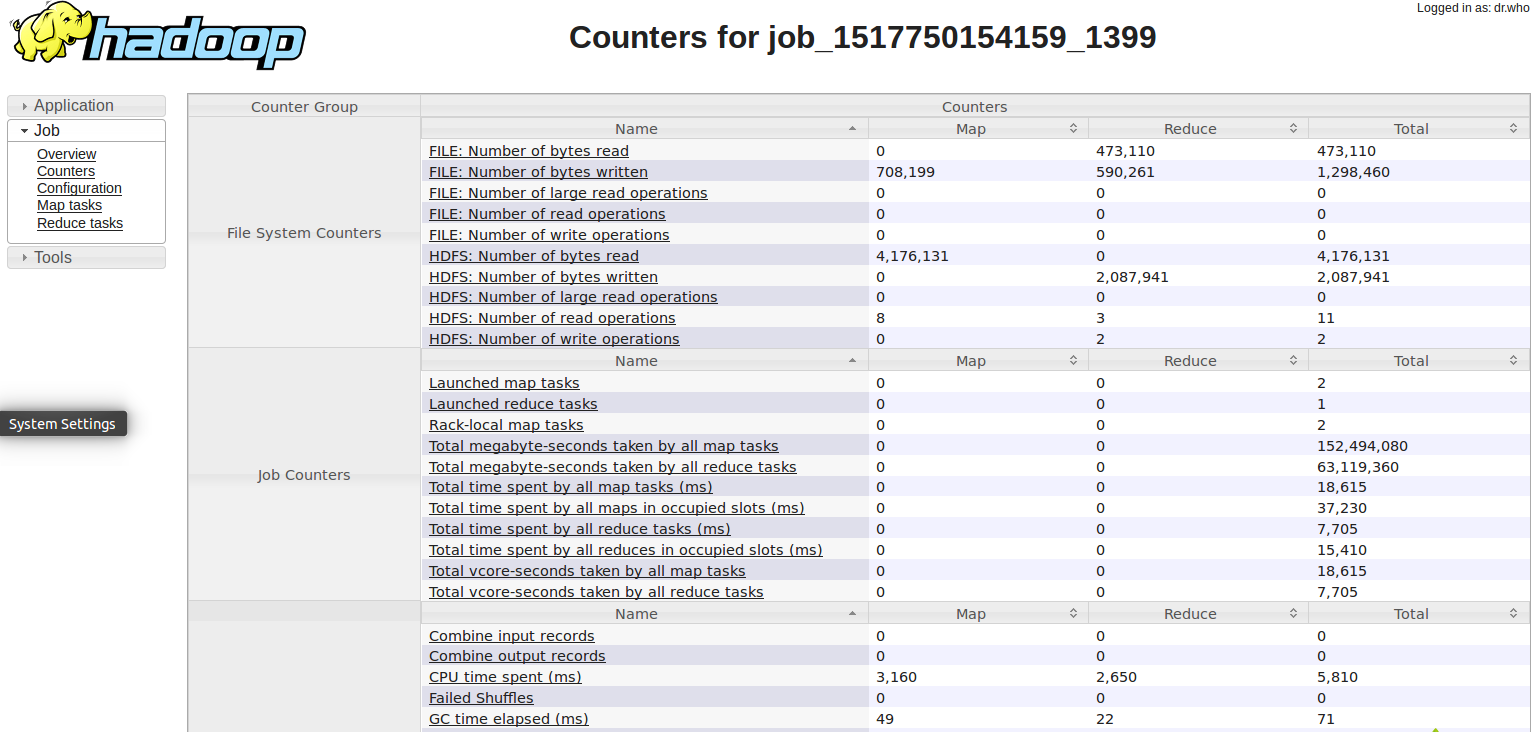 Logged in as: dr.who
hadoop
Counters for job_1517750154159_1399
Application
Job
Overview
Counters
Configuration
Map tasks
Reduce tasks
Tools
System Settings
Counter Group Counters
File System Counters
Name Map Reduce Total
FILE: Number of bytes read 0 473,110 473,110
FILE: Number of bytes written 708,199 590,261 1,298,460
FILE: Number of large read operations 0 0 0
FILE: Number of read operations 0 0 0
FILE: Number of write operations 0 0 0
HDFS: Number of bytes read 4,176,131 0 4,176,131
HDFS: Number of bytes written 0 2,087,941 2,087,941
HDFS: Number of large read operations 0 0 0
HDFS: Number of read operations 8 3 11
HDFS: Number of write operations 0 2 2
Job Counters
Name Map Reduce Total
Launched map tasks 0 0 2
Launched reduce tasks 0 0 1
Rack-local map tasks 0 0 2
Total megabyte-seconds taken by all map tasks 0 0 152,494,080
Total megabyte-seconds taken by all reduce tasks 0 0 63,119,360
Total time spent by all map tasks (ms) 0 0 18,615
Total time spent by all maps in occupied slots (ms) 0 0 37,230
Total time spent by all reduce tasks (ms) 0 0 7,705
Total time spent by all reduces in occupied slots (ms) 0 0 15,410
Total vcore-seconds taken by all map tasks 0 0 18,615
Total vcore-seconds taken by all reduce tasks 0 0 7,705
Name Map Reduce Total
Combine input records 0 0 0
Combine output records 0 0 0
CPU time spent (ms) 3,160 2,650 5,810
Failed Shuffles 0 0 0
GC time elapsed (ms) 49 22 71